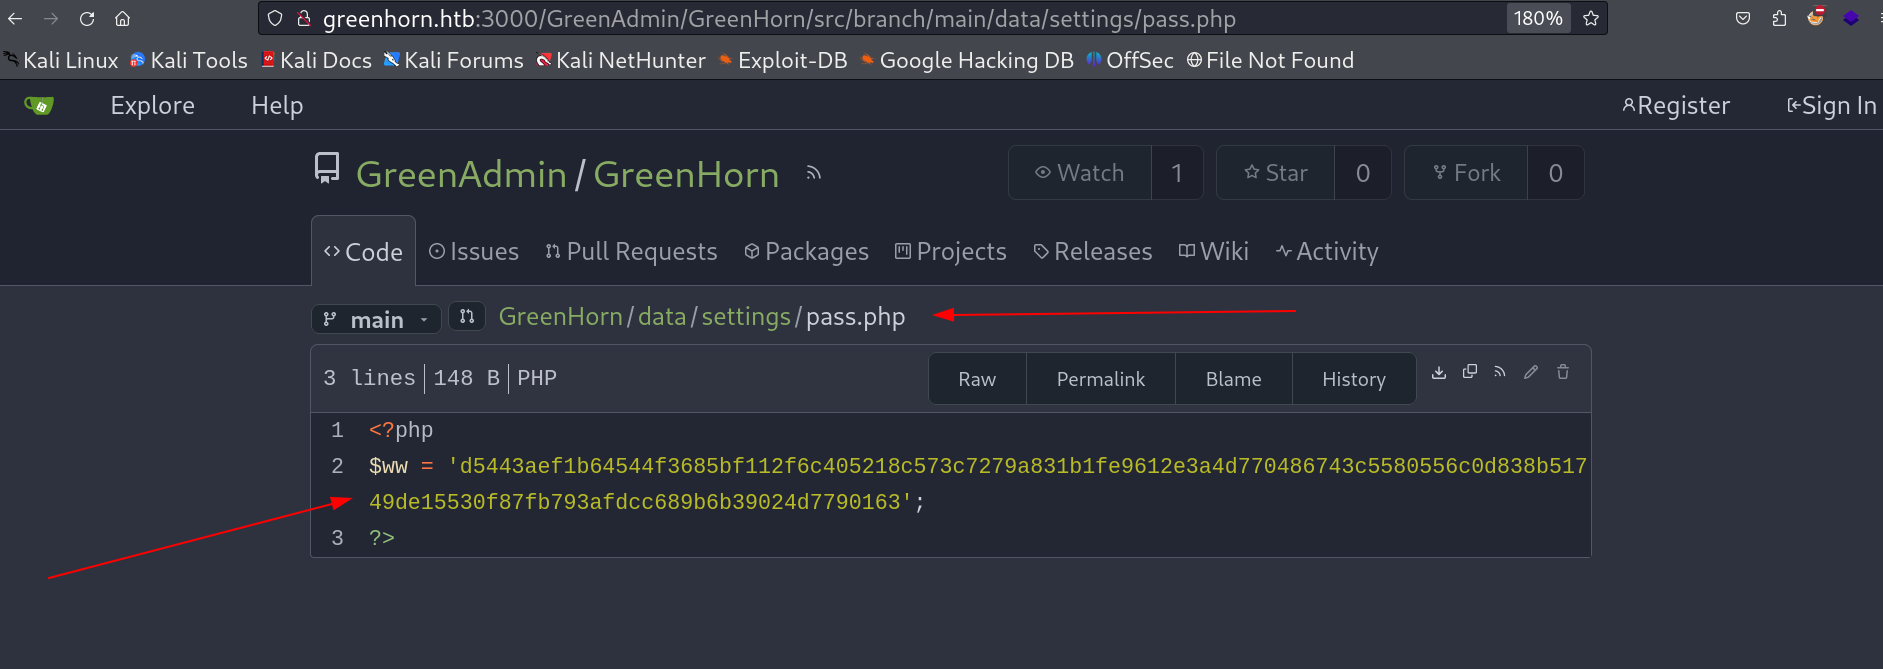 greenhorn.htb:3000/GreenAdmin/GreenHorn/src/branch/main/data/settings/pass.php 180%
Kali Linux Kali Tools Kali Docs Kali Forums Kali NetHunter Exploit-DB Google Hacking DB OffSec File Not Found
Explore Help Register Sign In
GreenAdmin / GreenHorn Watch 1 Star 0 Fork 0
Code Issues Pull Requests Packages Projects Releases Wiki Activity
main GreenHorn/data/settings/pass.php
3 lines 148 B PHP Raw Permalink Blame History
1 <?php
2 $ww = 'd5443aef1b64544f3685bf112f6c405218c573c7279a831b1fe9612e3a4d770486743c5580556c0d838b517
49de15530f87fb793afdcc689b6b39024d7790163';
3 ?>